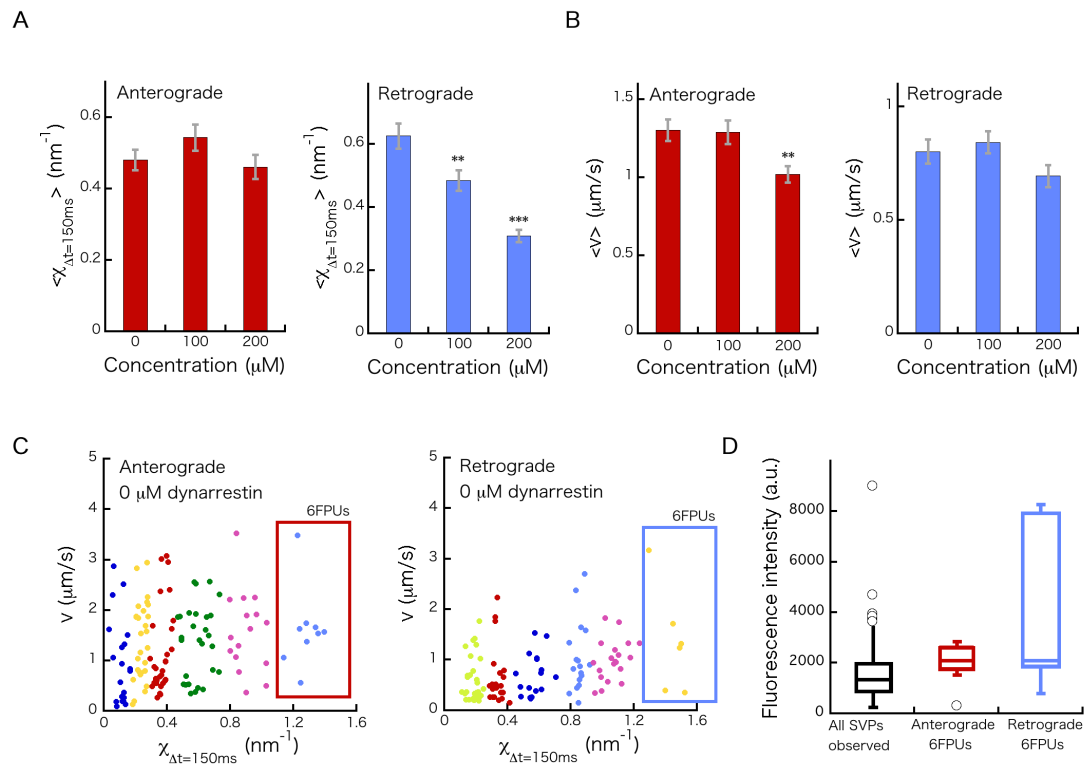 A
B
Anterograde
<χΔt=150ms> (nm-1)
0.6
0.4
0.2
0
0
100
200
Concentration (μM)
Retrograde
<χΔt=150ms> (nm-1)
0.6
0.4
0.2
0
**
***
0
100
200
Concentration (μM)
Anterograde
<v> (μm/s)
1.5
1
0.5
0
**
0
100
200
Concentration (μM)
Retrograde
<v> (μm/s)
1
0.5
0
0
100
200
Concentration (μM)
C
D
Anterograde
0 μM dynarrestin
6FPUs
v (μm/s)
5
4
3
2
1
0
0
0.4
0.8
1.2
1.6
χΔt=150ms (nm-1)
Retrograde
0 μM dynarrestin
6FPUs
v (μm/s)
5
4
3
2
1
0
0
0.4
0.8
1.2
1.6
χΔt=150ms (nm-1)
Fluorescence intensity (a.u.)
8000
6000
4000
2000
0
All SVPs
observed
Anterograde
6FPUs
Retrograde
6FPUs